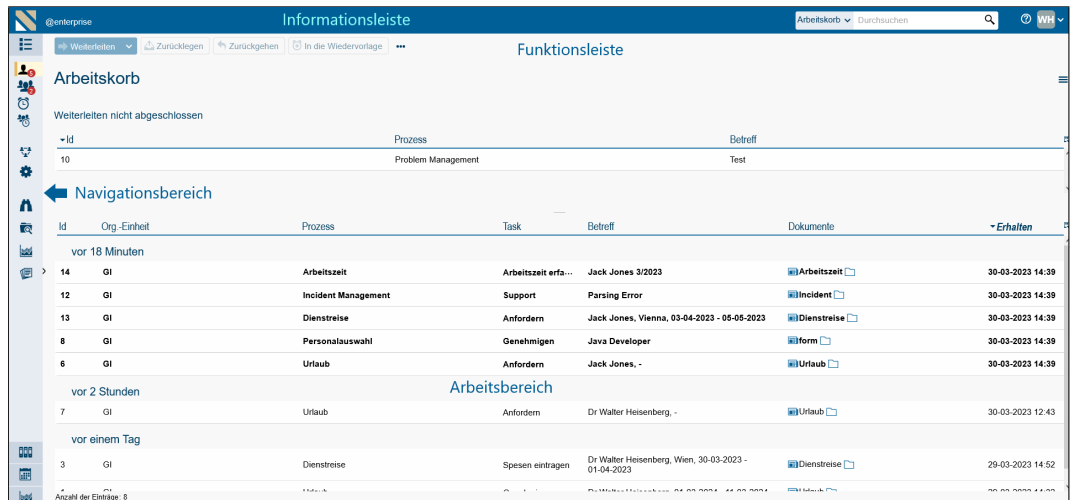 @enterprise Informationsleiste Arbeitskorb Durchsuchen WH
Weiterleiten Zurücklegen Zurückgehen In die Wiedervorlage ••• Funktionsleiste
5
2
Arbeitskorb
Weiterleiten nicht abgeschlossen
Id Prozess Betreff
10 Problem Management Test
Navigationsbereich
Id Org.-Einheit Prozess Task Betreff Dokumente Erhalten
vor 18 Minuten
14 GI Arbeitszeit Arbeitszeit erfa··· Jack Jones 3/2023 Arbeitszeit 30-03-2023 14:39
12 GI Incident Management Support Parsing Error Incident 30-03-2023 14:39
13 GI Dienstreise Anfordern Jack Jones, Vienna, 03-04-2023 - 05-05-2023 Dienstreise 30-03-2023 14:39
8 GI Personalauswahl Genehmigen Java Developer form 30-03-2023 14:39
6 GI Urlaub Anfordern Jack Jones, - Urlaub 30-03-2023 14:39
vor 2 Stunden Arbeitsbereich
7 GI Urlaub Anfordern Dr Walter Heisenberg, - Urlaub 30-03-2023 12:43
vor einem Tag
3 GI Dienstreise Spesen eintragen Dr Walter Heisenberg, Wien, 30-03-2023 - Dienstreise 29-03-2023 14:52
01-04-2023
Anzahl der Einträge: 8